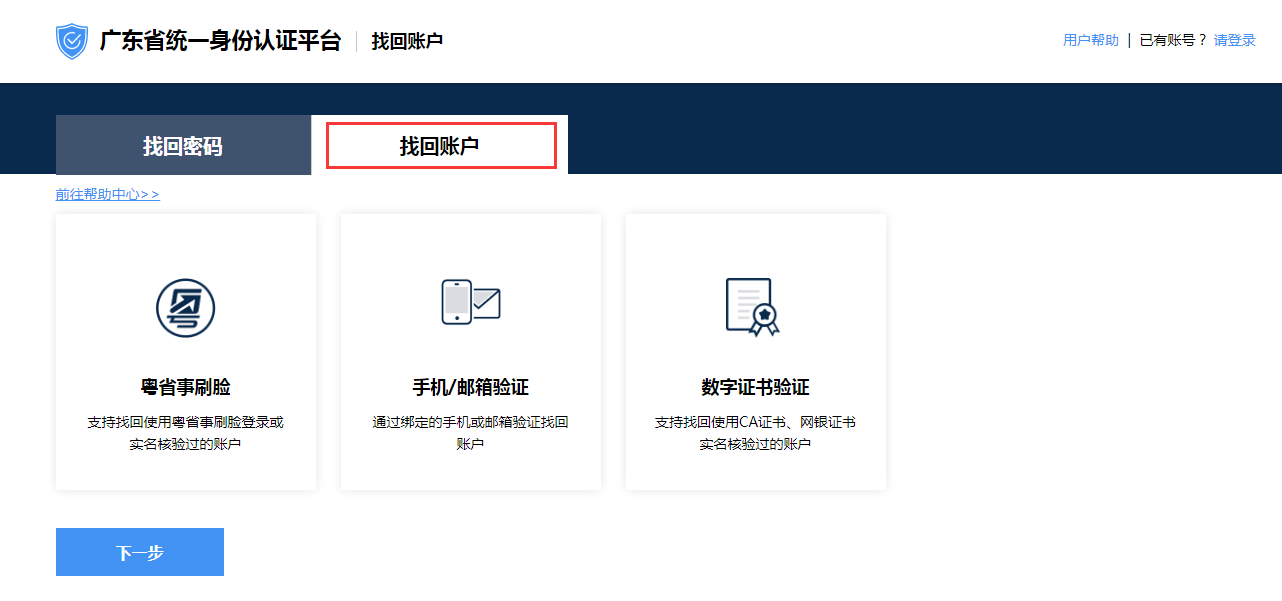 广东省统一身份认证平台 找回账户
用户帮助 | 已有账号？请登录
找回密码
找回账户
前往帮助中心>>
粤省事刷脸
支持找回使用粤省事刷脸登录或
实名核验过的账户
手机/邮箱验证
通过绑定的手机或邮箱验证找回
账户
数字证书验证
支持找回使用CA证书、网银证书
实名核验过的账户
下一步